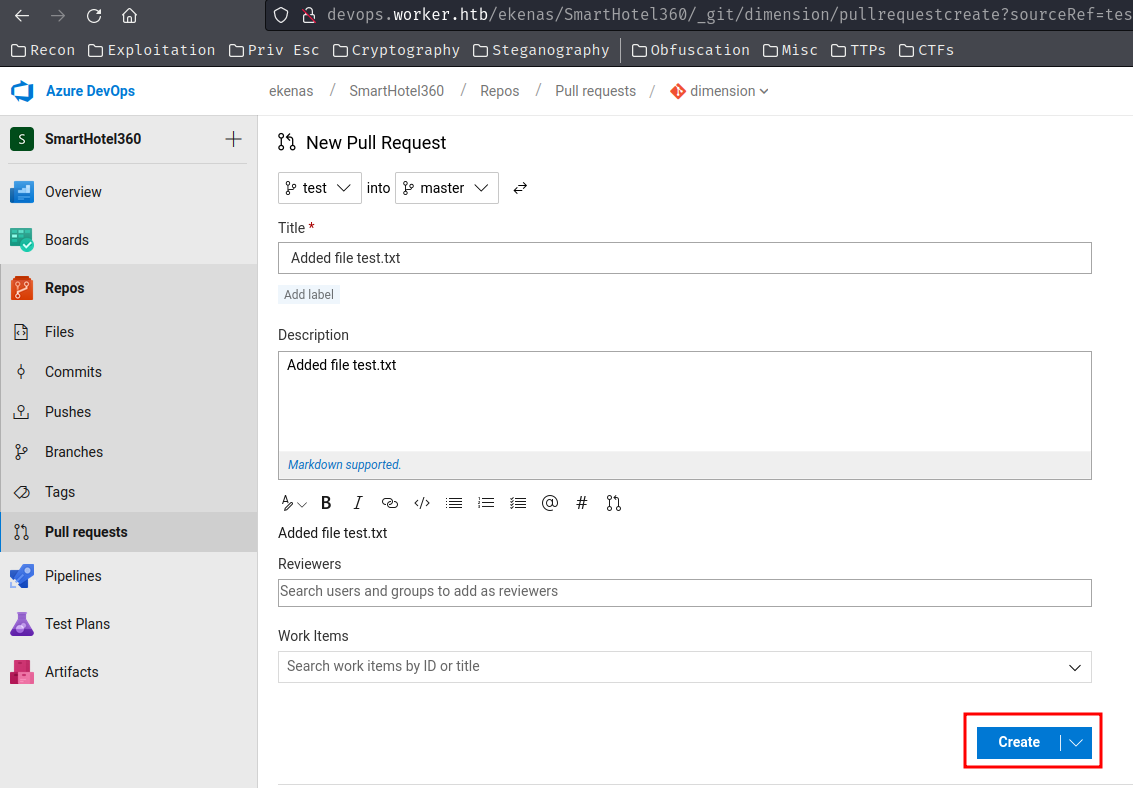 devops.worker.htb/ekenas/SmartHotel360/_git/dimension/pullrequestcreate?sourceRef=tes
Recon Exploitation Priv Esc Cryptography Steganography Obfuscation Misc TTPs CTFs
Azure DevOps ekenas / SmartHotel360 / Repos / Pull requests / dimension
S SmartHotel360 +
New Pull Request
Overview
test into master
Boards
Title *
Added file test.txt
Repos
Add label
Files
Description
Added file test.txt
Commits
Pushes
Branches
Markdown supported.
Tags
A B I </> @ #
Pull requests
Added file test.txt
Reviewers
Pipelines
Search users and groups to add as reviewers
Test Plans
Work Items
Search work items by ID or title
Artifacts
Create